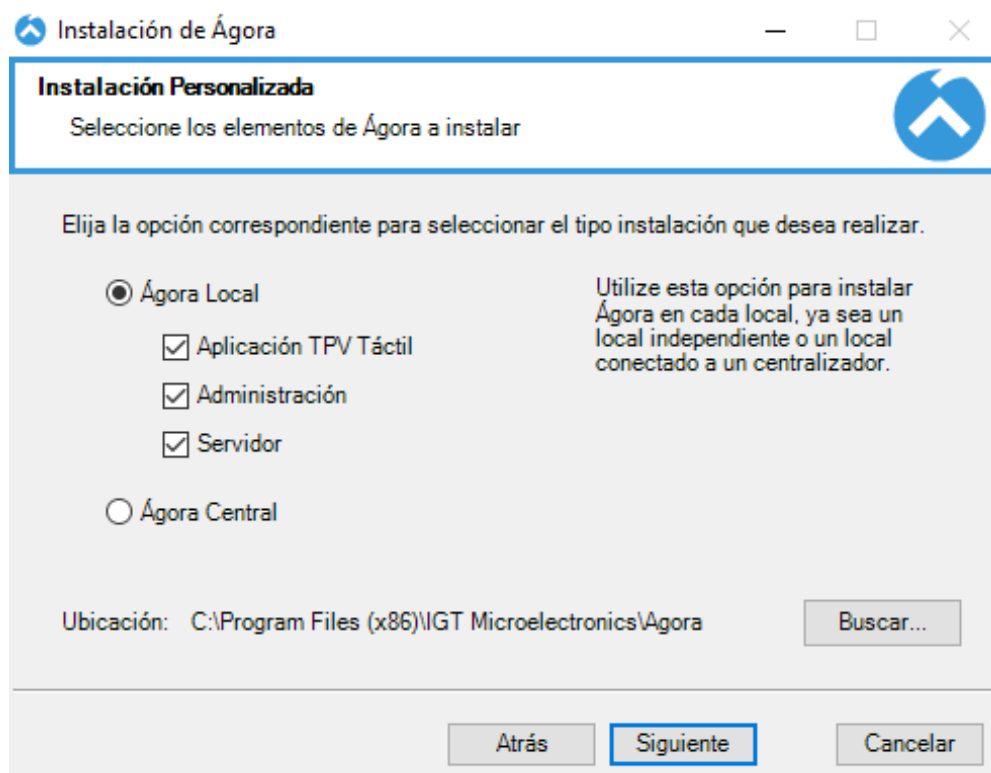 Instalación de Ágora
Instalación Personalizada
Seleccione los elementos de Ágora a instalar
Elija la opción correspondiente para seleccionar el tipo instalación que desea realizar.
Ágora Local
Utilize esta opción para instalar
Ágora en cada local, ya sea un
local independiente o un local
conectado a un centralizador.
Aplicación TPV Táctil
Administración
Servidor
Ágora Central
Ubicación: C:\Program Files (x86)\IGT Microelectronics\Agora
Buscar...
Atrás
Siguiente
Cancelar